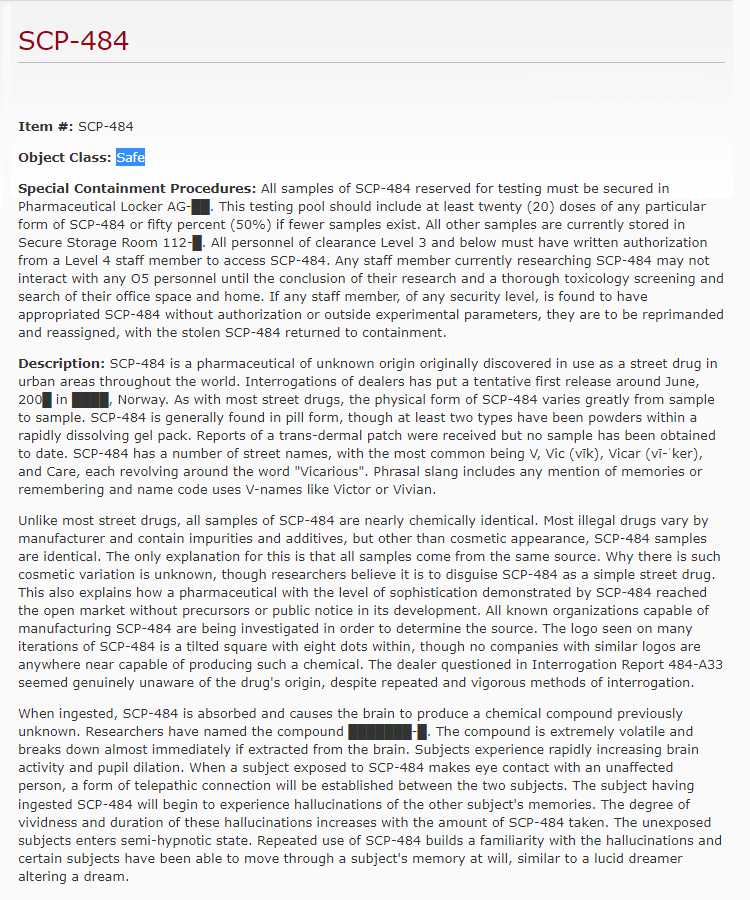 SCP-484
Item #: SCP-484
Object Class: Safe
Special Containment Procedures: All samples of SCP-484 reserved for testing must be secured in
Pharmaceutical Locker AG-██. This testing pool should include at least twenty (20) doses of any particular
form of SCP-484 or fifty percent (50%) if fewer samples exist. All other samples are currently stored in
Secure Storage Room 112-█. All personnel of clearance Level 3 and below must have written authorization
from a Level 4 staff member to access SCP-484. Any staff member currently researching SCP-484 may not
interact with any O5 personnel until the conclusion of their research and a thorough toxicology screening and
search of their office space and home. If any staff member, of any security level, is found to have
appropriated SCP-484 without authorization or outside experimental parameters, they are to be reprimanded
and reassigned, with the stolen SCP-484 returned to containment.
Description: SCP-484 is a pharmaceutical of unknown origin originally discovered in use as a street drug in
urban areas throughout the world. Interrogations of dealers has put a tentative first release around June,
200█ in ████, Norway. As with most street drugs, the physical form of SCP-484 varies greatly from sample
to sample. SCP-484 is generally found in pill form, though at least two types have been powders within a
rapidly dissolving gel pack. Reports of a trans-dermal patch were received but no sample has been obtained
to date. SCP-484 has a number of street names, with the most common being V, Vic (vīk), Vicar (vī-ˈker),
and Care, each revolving around the word "Vicarious". Phrasal slang includes any mention of memories or
remembering and name code uses V-names like Victor or Vivian.
Unlike most street drugs, all samples of SCP-484 are nearly chemically identical. Most illegal drugs vary by
manufacturer and contain impurities and additives, but other than cosmetic appearance, SCP-484 samples
are identical. The only explanation for this is that all samples come from the same source. Why there is such
cosmetic variation is unknown, though researchers believe it is to disguise SCP-484 as a simple street drug.
This also explains how a pharmaceutical with the level of sophistication demonstrated by SCP-484 reached
the open market without precursors or public notice in its development. All known organizations capable of
manufacturing SCP-484 are being investigated in order to determine the source. The logo seen on many
iterations of SCP-484 is a tilted square with eight dots within, though no companies with similar logos are
anywhere near capable of producing such a chemical. The dealer questioned in Interrogation Report 484-A33
seemed genuinely unaware of the drug's origin, despite repeated and vigorous methods of interrogation.
When ingested, SCP-484 is absorbed and causes the brain to produce a chemical compound previously
unknown. Researchers have named the compound ███████-█. The compound is extremely volatile and
breaks down almost immediately if extracted from the brain. Subjects experience rapidly increasing brain
activity and pupil dilation. When a subject exposed to SCP-484 makes eye contact with an unaffected
person, a form of telepathic connection will be established between the two subjects. The subject having
ingested SCP-484 will begin to experience hallucinations of the other subject's memories. The degree of
vividness and duration of these hallucinations increases with the amount of SCP-484 taken. The unexposed
subjects enters semi-hypnotic state. Repeated use of SCP-484 builds a familiarity with the hallucinations and
certain subjects have been able to move through a subject's memory at will, similar to a lucid dreamer
altering a dream.